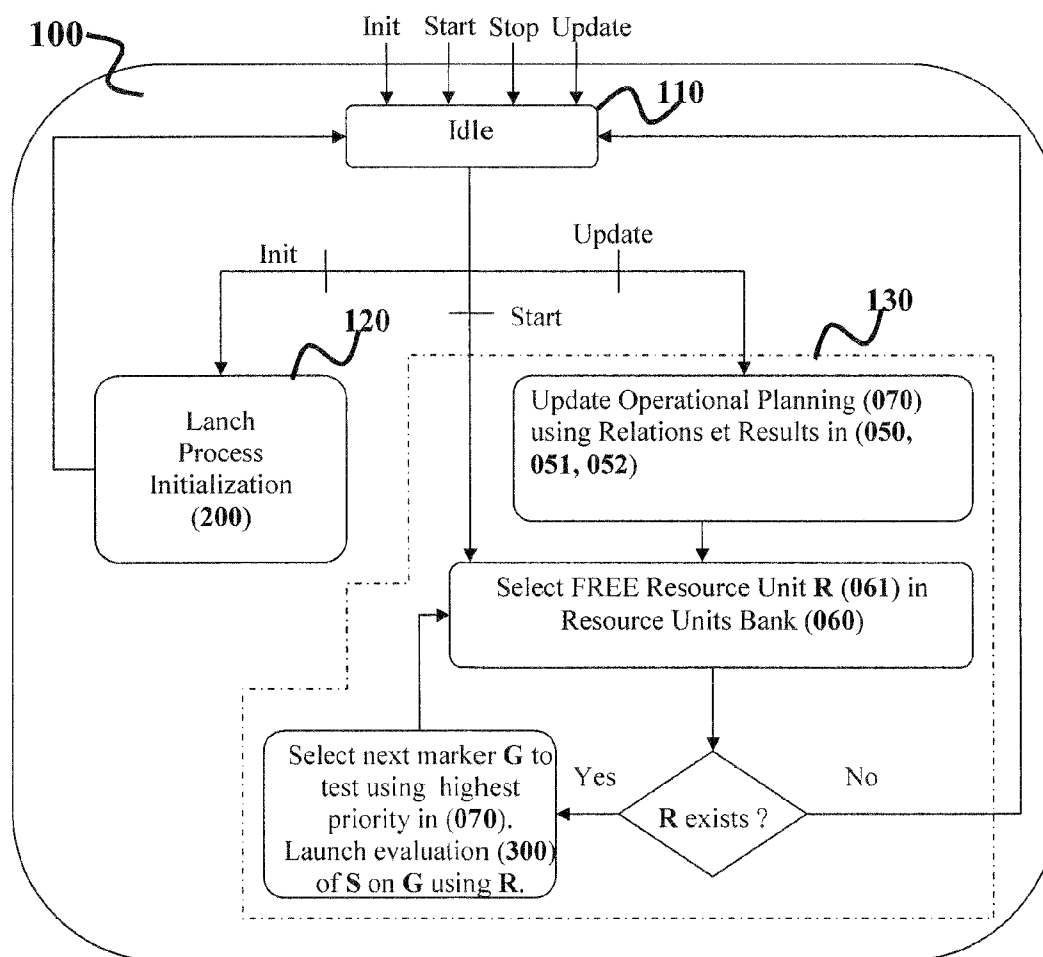 100
Init Start Stop Update
110
Idle
Init
Update
Start
120
130
Lanch
Process
Initialization
(200)
Update Operational Planning (070)
using Relations et Results in (050,
051, 052)
Select FREE Resource Unit R (061) in
Resource Units Bank (060)
Select next marker G to
test using highest
priority in (070).
Launch evaluation (300)
of S on G using R.
Yes
R exists ?
No